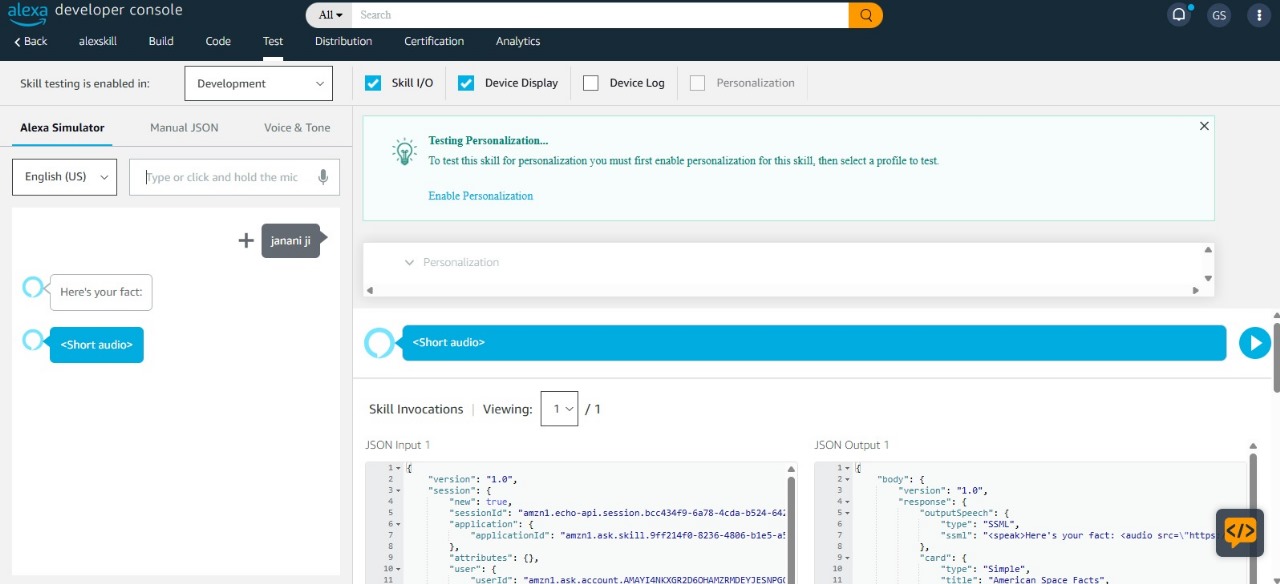 alexa developer console
All
Search
GS
Back
alexskill
Build
Code
Test
Distribution
Certification
Analytics
Skill testing is enabled in:
Development
Skill I/O
Device Display
Device Log
Personalization
Alexa Simulator
Manual JSON
Voice & Tone
English (US)
Type or click and hold the mic
janani ji
Here's your fact:
<Short audio>
Testing Personalization...
To test this skill for personalization you must first enable personalization for this skill, then select a profile to test.
Enable Personalization
Personalization
<Short audio>
Skill Invocations | Viewing: 1 / 1
JSON Input 1
1 {
2 "version": "1.0",
3 "session": {
4 "new": true,
5 "sessionId": "amzn1.echo-api.session.bcc434f9-6a78-4cda-b524-642
6 "application": {
7 "applicationId": "amzn1.ask.skill.9ff214f0-8236-4806-b1e5-a5
8 },
9 "attributes": {},
10 "user": {
11 "userId": "amzn1.ask.account.AMAYI4NKXGR2D6OHAMZRMDEYJESNPG
JSON Output 1
1 {
2 "body": {
3 "version": "1.0",
4 "response": {
5 "outputSpeech": {
6 "type": "SSML",
7 "ssml": "<speak>Here's your fact: <audio src=\"https
8 },
9 "card": {
10 "type": "Simple",
11 "title": "American Space Facts",